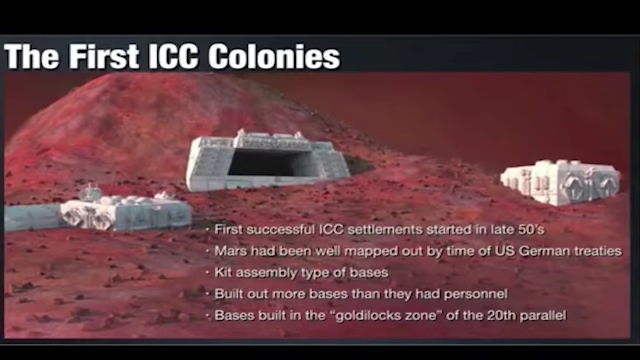 The First ICC Colonies
· First successful ICC settlements started in late 50's
· Mars had been well mapped out by time of US German treaties
· Kit assembly type of bases
· Built out more bases than they had personnel
· Bases built in the "goldilocks zone" of the 20th parallel